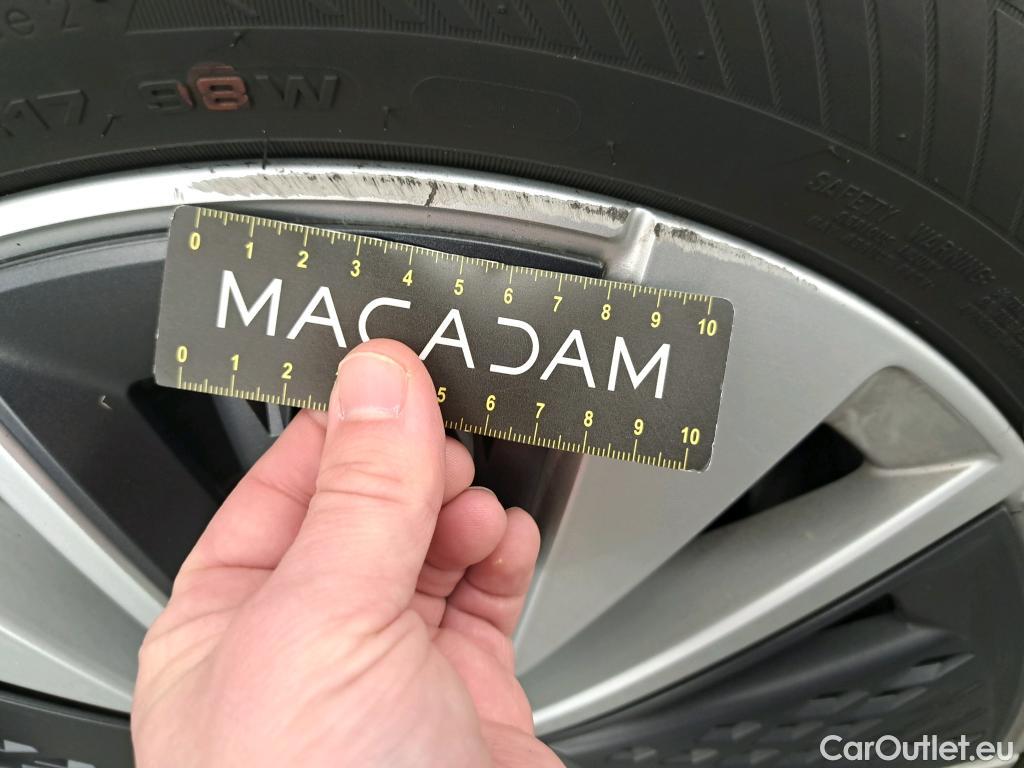 R17 98W
SAFETY WARNING
0 1 2 3 4 5 6 7 8 9 10
MACADAM
0 1 2 5 6 7 8 9 10
CarOutlet.eu